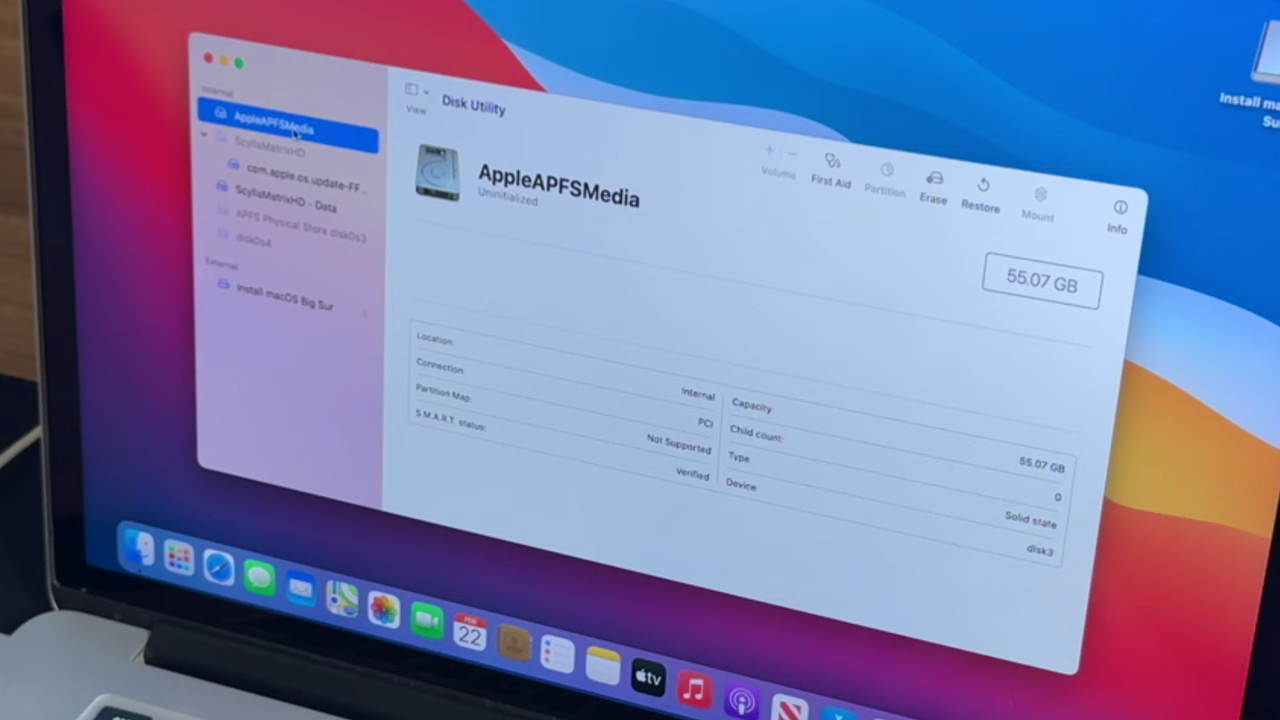 Internal
AppleAPFSMedia
ScyllaMatrixHD
com.apple.os.update-FF...
ScyllaMatrixHD - Data
APFS Physical Store disk0s3
disk0s4
External
Install macOS Big Sur
View
Disk Utility
Volume
First Aid
Partition
Erase
Restore
Mount
Info
AppleAPFSMedia
Uninitialized
55.07 GB
Location: Internal
Connection: PCI
Partition Map: Not Supported
S.M.A.R.T. status: Verified
Capacity: 55.07 GB
Child count: 0
Type Solid state
Device disk3
Install ma
Su
FEB
22
tv